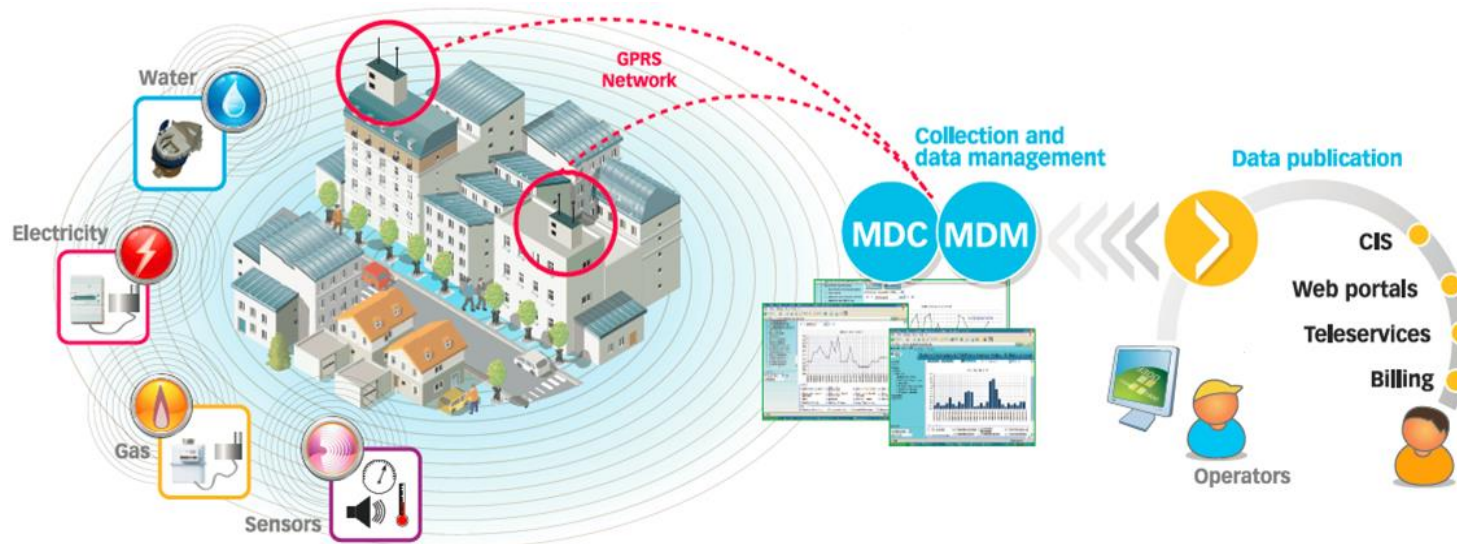 Water
Electricity
Gas
Sensors
GPRS
Network
Collection and
data management
MDC
MDM
Data publication
CIS
Web portals
Teleservices
Billing
Operators